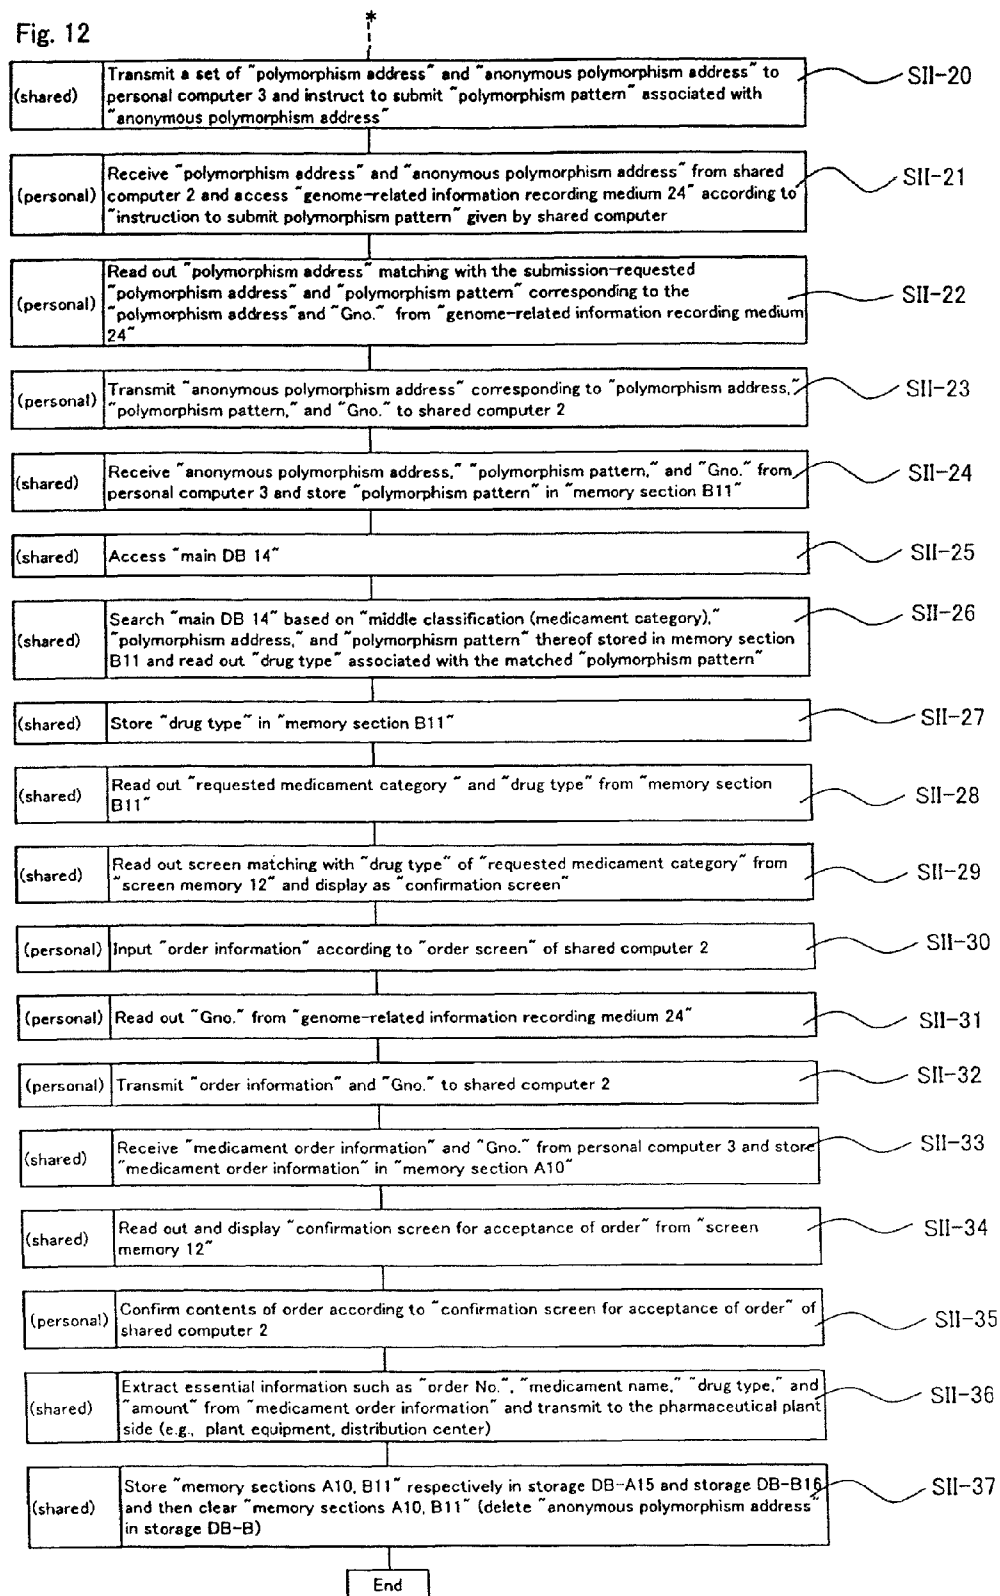 Fig. 12
*
(shared)
Transmit a set of "polymorphism address" and "anonymous polymorphism address" to
personal computer 3 and instruct to submit "polymorphism pattern" associated with
"anonymous polymorphism address"
SII-20
(personal)
Receive "polymorphism address" and "anonymous polymorphism address" from shared
computer 2 and access "genome-related information recording medium 24" according to
"instruction to submit polymorphism pattern" given by shared computer
SII-21
(personal)
Read out "polymorphism address" matching with the submission-requested
"polymorphism address" and "polymorphism pattern" corresponding to the
"polymorphism address"and "Gno." from "genome-related information recording medium
24"
SII-22
(personal)
Transmit "anonymous polymorphism address" corresponding to "polymorphism address,"
"polymorphism pattern," and "Gno." to shared computer 2
SII-23
(shared)
Receive "anonymous polymorphism address," "polymorphism pattern," and "Gno." from
personal computer 3 and store "polymorphism pattern" in "memory section B11"
SII-24
(shared)
Access "main DB 14"
SII-25
(shared)
Search "main DB 14" based on "middle classification (medicament category),"
"polymorphism address," and "polymorphism pattern" thereof stored in memory section
B11 and read out "drug type" associated with the matched "polymorphism pattern"
SII-26
(shared)
Store "drug type" in "memory section B11"
SII-27
(shared)
Read out "requested medicament category " and "drug type" from "memory section
B11"
SII-28
(shared)
Read out screen matching with "drug type" of "requested medicament category" from
"screen memory 12" and display as "confirmation screen"
SII-29
(personal)
Input "order information" according to "order screen" of shared computer 2
SII-30
(personal)
Read out "Gno." from "genome-related information recording medium 24"
SII-31
(personal)
Transmit "order information" and "Gno." to shared computer 2
SII-32
(shared)
Receive "medicament order information" and "Gno." from personal computer 3 and store
"medicament order information" in "memory section A10"
SII-33
(shared)
Read out and display "confirmation screen for acceptance of order" from "screen
memory 12"
SII-34
(personal)
Confirm contents of order according to "confirmation screen for acceptance of order" of
shared computer 2
SII-35
(shared)
Extract essential information such as "order No.", "medicament name," "drug type," and
"amount" from "medicament order information" and transmit to the pharmaceutical plant
side (e.g., plant equipment, distribution center)
SII-36
(shared)
Store "memory sections A10, B11" respectively in storage DB-A15 and storage DB-B16
and then clear "memory sections A10, B11" (delete "anonymous polymorphism address"
in storage DB-B)
SII-37
End